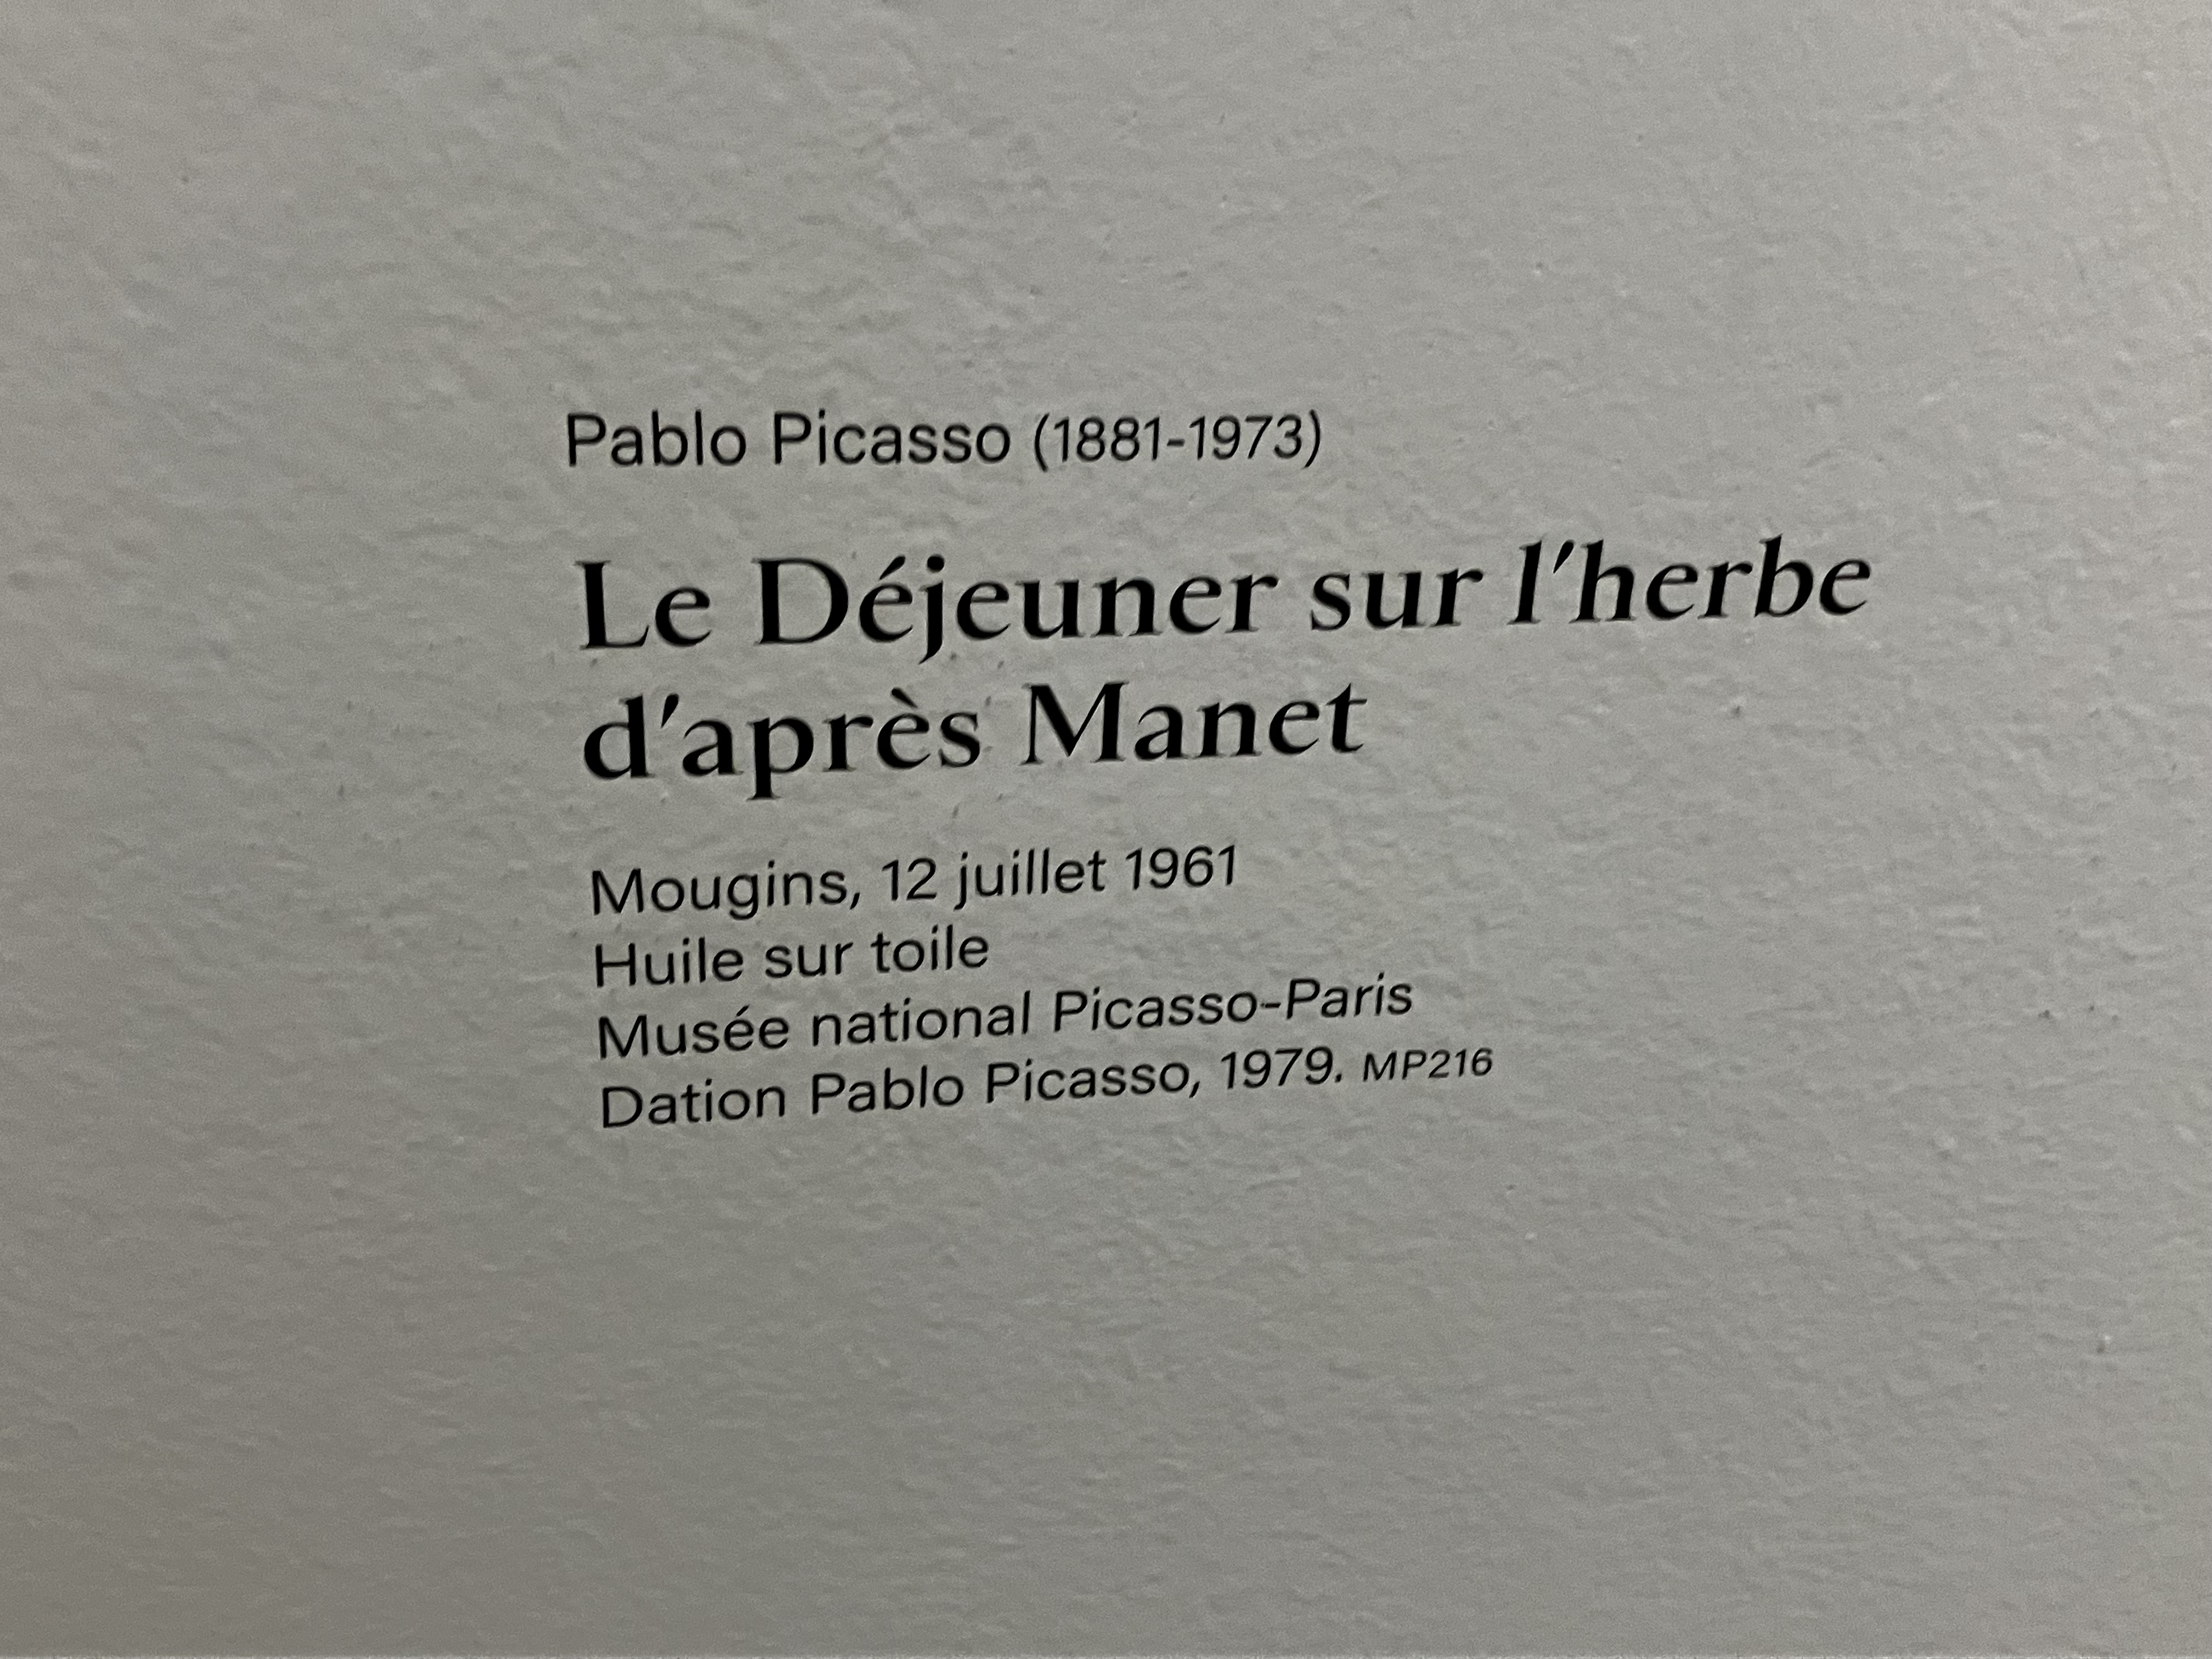 Pablo Picasso (1881-1973)
Le Déjeuner sur l'herbe
d'après Manet
Mougins, 12 juillet 1961
Huile sur toile
Musée national Picasso-Paris
Dation Pablo Picasso, 1979. MP216